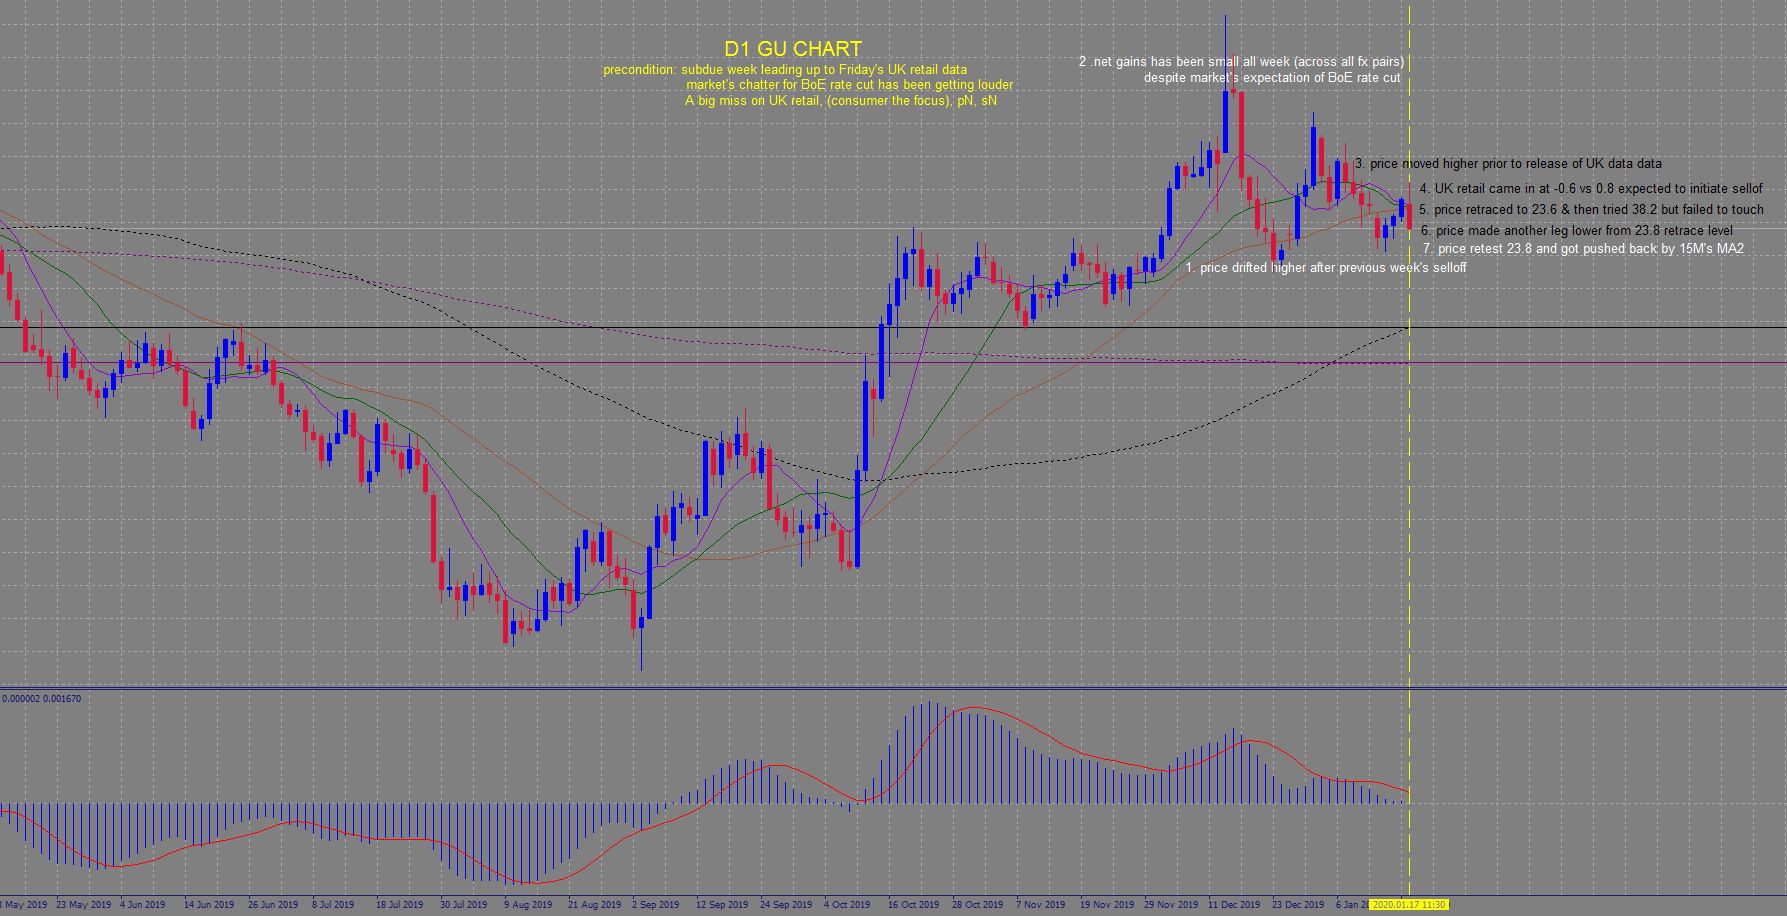 D1 GU CHART
precondition: subdue week leading up to Friday's UK retail data
market's chatter for BoE rate cut has been getting louder
A big miss on UK retail, (consumer the focus), pN, sN
2 .net gains has been small all week (across all fx pairs)
despite market's expectation of BoE rate cut
3. price moved higher prior to release of UK data data
4. UK retail came in at -0.6 vs 0.8 expected to initiate sellof
5. price retraced to 23.6 & then tried 38.2 but failed to touch
6. price made another leg lower from 23.8 retrace level
7. price retest 23.8 and got pushed back by 15M's MA2
1. price drifted higher after previous week's selloff
0.000002 0.001670
May 2019 23 May 2019 4 Jun 2019 14 Jun 2019 26 Jun 2019 8 Jul 2019 18 Jul 2019 30 Jul 2019 9 Aug 2019 21 Aug 2019 2 Sep 2019 12 Sep 2019 24 Sep 2019 4 Oct 2019 16 Oct 2019 28 Oct 2019 7 Nov 2019 19 Nov 2019 29 Nov 2019 11 Dec 2019 23 Dec 2019 6 Jan 2020.01.17 11:30